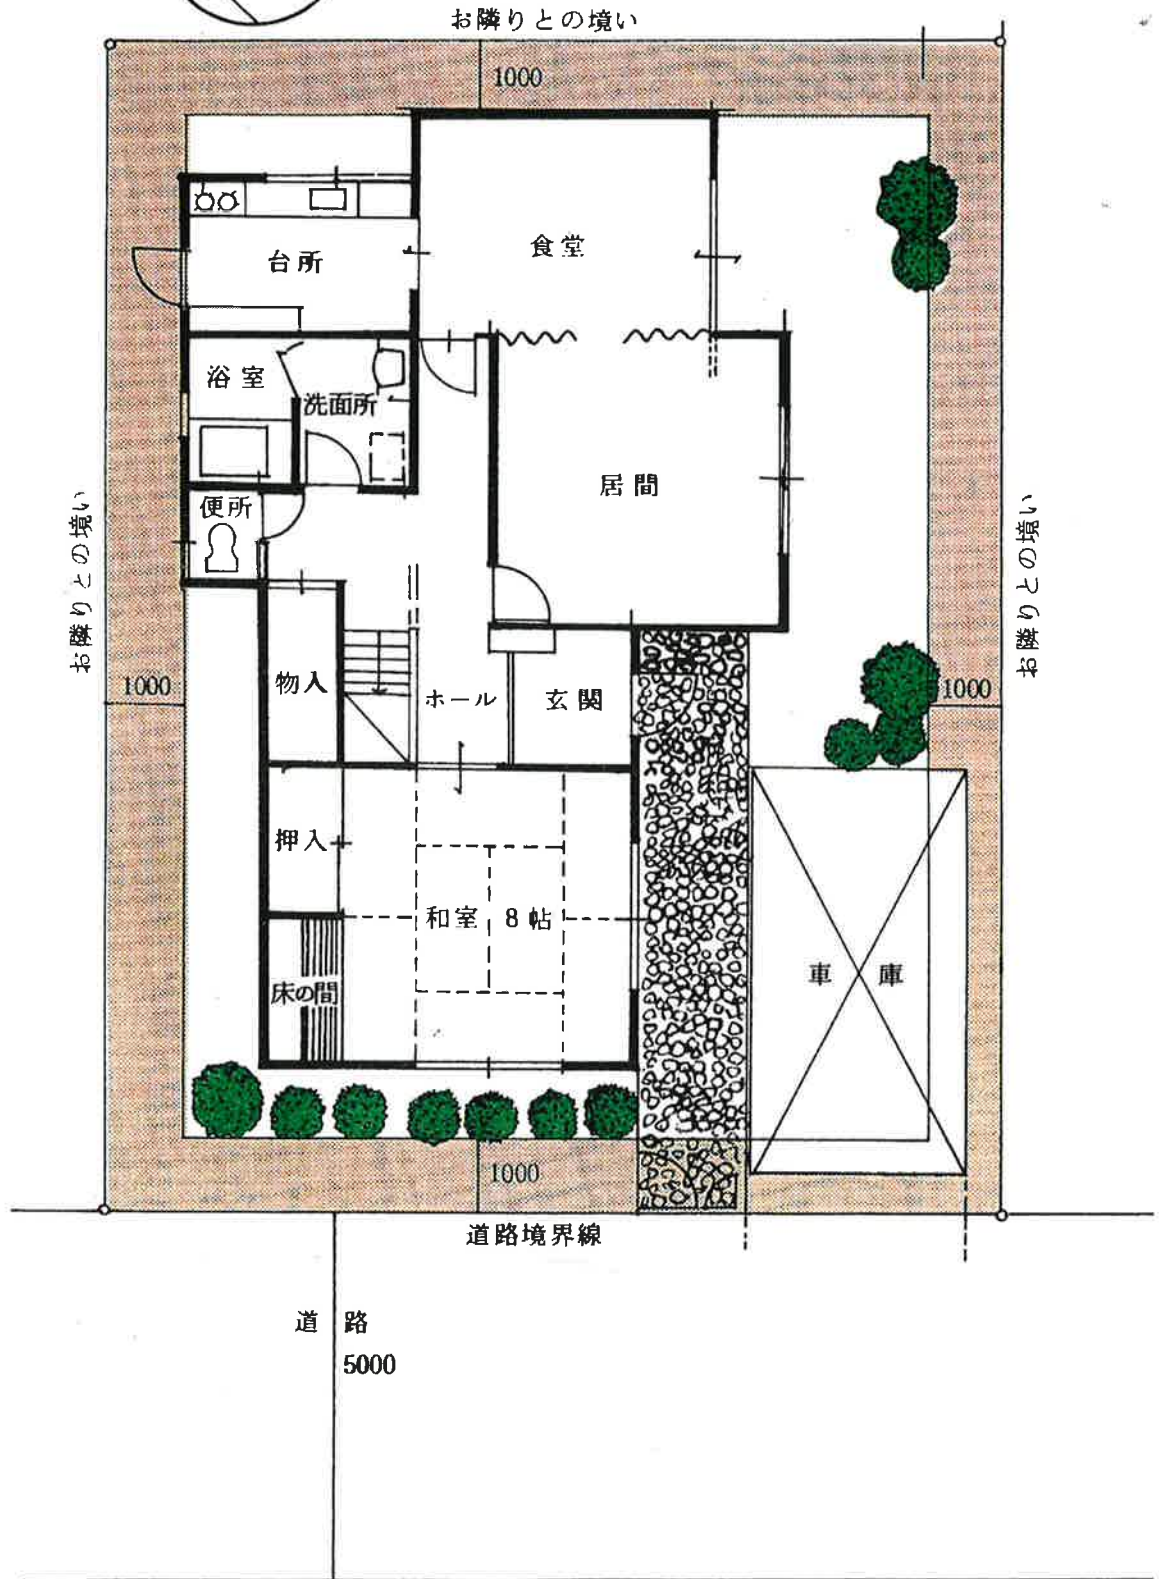 お隣りとの境い
1000
食堂
台所
浴室
洗面所
居間
便所
お隣りとの境い
お隣りとの境い
物入
1000
ホール
玄関
1000
押入
和室 8帖
車庫
床の間
1000
道路境界線
道路
5000